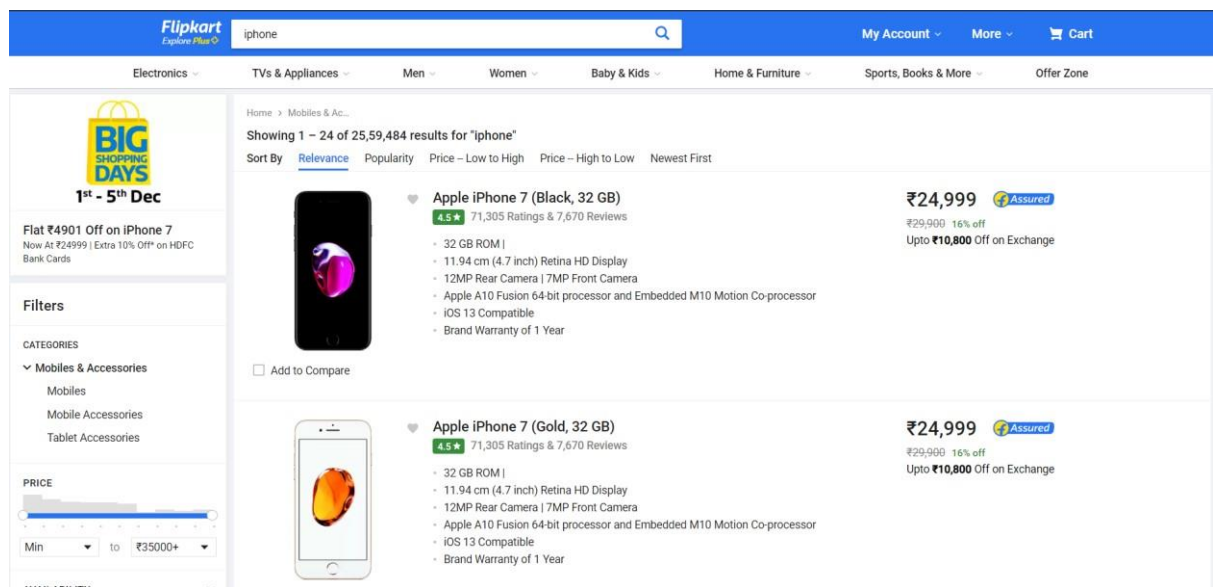 Flipkart
Explore Plus
iphone
My Account
More
Cart
Electronics
TVs & Appliances
Men
Women
Baby & Kids
Home & Furniture
Sports, Books & More
Offer Zone
BIG
SHOPPING
DAYS
1st - 5th Dec
Flat ₹4901 Off on iPhone 7
Now At ₹24999 | Extra 10% Off* on HDFC
Bank Cards
Filters
CATEGORIES
Mobiles & Accessories
Mobiles
Mobile Accessories
Tablet Accessories
PRICE
Min to ₹35000+
Home > Mobiles & Ac...
Showing 1 – 24 of 25,59,484 results for "iphone"
Sort By Relevance Popularity Price -- Low to High Price -- High to Low Newest First
Apple iPhone 7 (Black, 32 GB)
4.5★ 71,305 Ratings & 7,670 Reviews
32 GB ROM |
11.94 cm (4.7 inch) Retina HD Display
12MP Rear Camera | 7MP Front Camera
Apple A10 Fusion 64-bit processor and Embedded M10 Motion Co-processor
iOS 13 Compatible
Brand Warranty of 1 Year
₹24,999 Assured
₹29,900 16% off
Upto ₹10,800 Off on Exchange
Add to Compare
Apple iPhone 7 (Gold, 32 GB)
4.5★ 71,305 Ratings & 7,670 Reviews
32 GB ROM |
11.94 cm (4.7 inch) Retina HD Display
12MP Rear Camera | 7MP Front Camera
Apple A10 Fusion 64-bit processor and Embedded M10 Motion Co-processor
iOS 13 Compatible
Brand Warranty of 1 Year
₹24,999 Assured
₹29,900 16% off
Upto ₹10,800 Off on Exchange